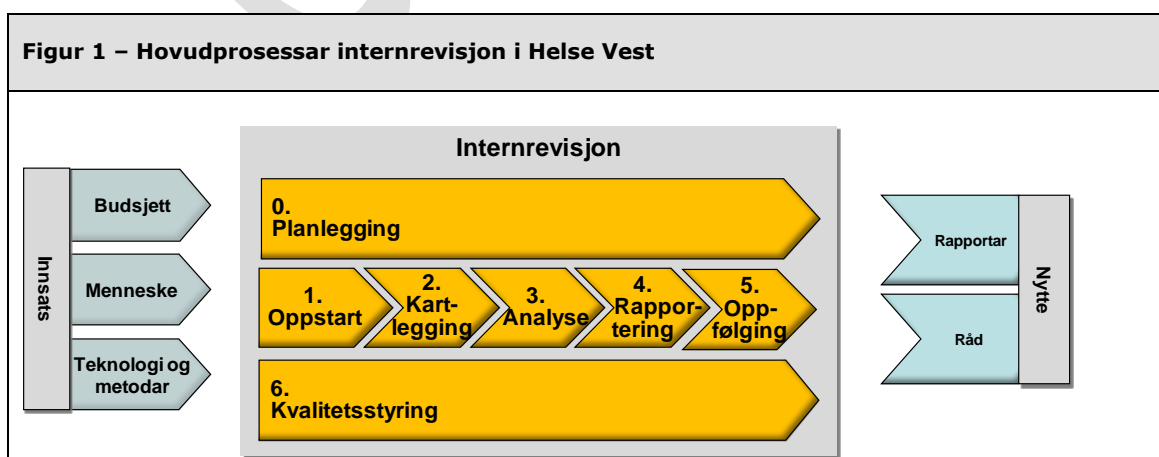 Figur 1 – Hovudprosessar internrevisjon i Helse Vest
Innsats
Budsjett
Menneske
Teknologi og
metodar
Internrevisjon
0.
Planlegging
1.
Oppstart
2.
Kart-
legging
3.
Analyse
4.
Rappor-
tering
5.
Opp-
følging
6.
Kvalitetsstyring
Rapportar
Råd
Nytte